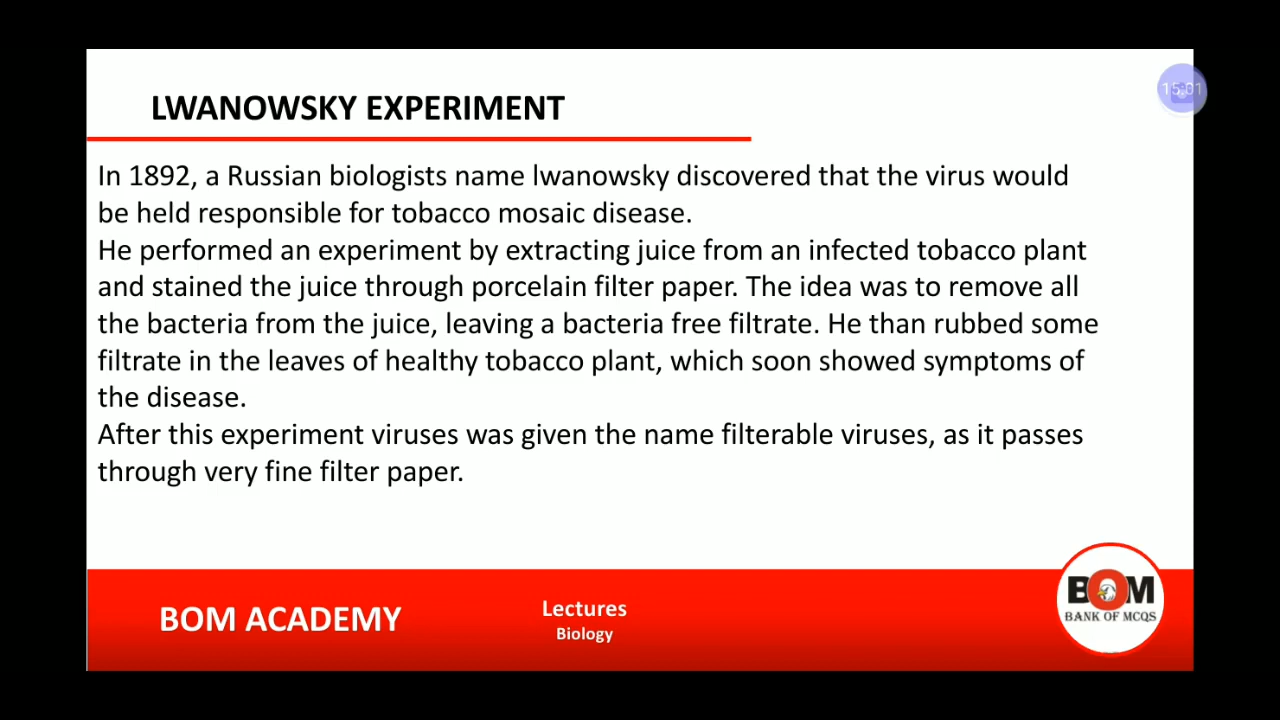 LWANOWSKY EXPERIMENT
15:01
In 1892, a Russian biologists name lwanowsky discovered that the virus would
be held responsible for tobacco mosaic disease.
He performed an experiment by extracting juice from an infected tobacco plant
and stained the juice through porcelain filter paper. The idea was to remove all
the bacteria from the juice, leaving a bacteria free filtrate. He than rubbed some
filtrate in the leaves of healthy tobacco plant, which soon showed symptoms of
the disease.
After this experiment viruses was given the name filterable viruses, as it passes
through very fine filter paper.
BOM ACADEMY
Lectures
Biology
BOM
BANK OF MCQS